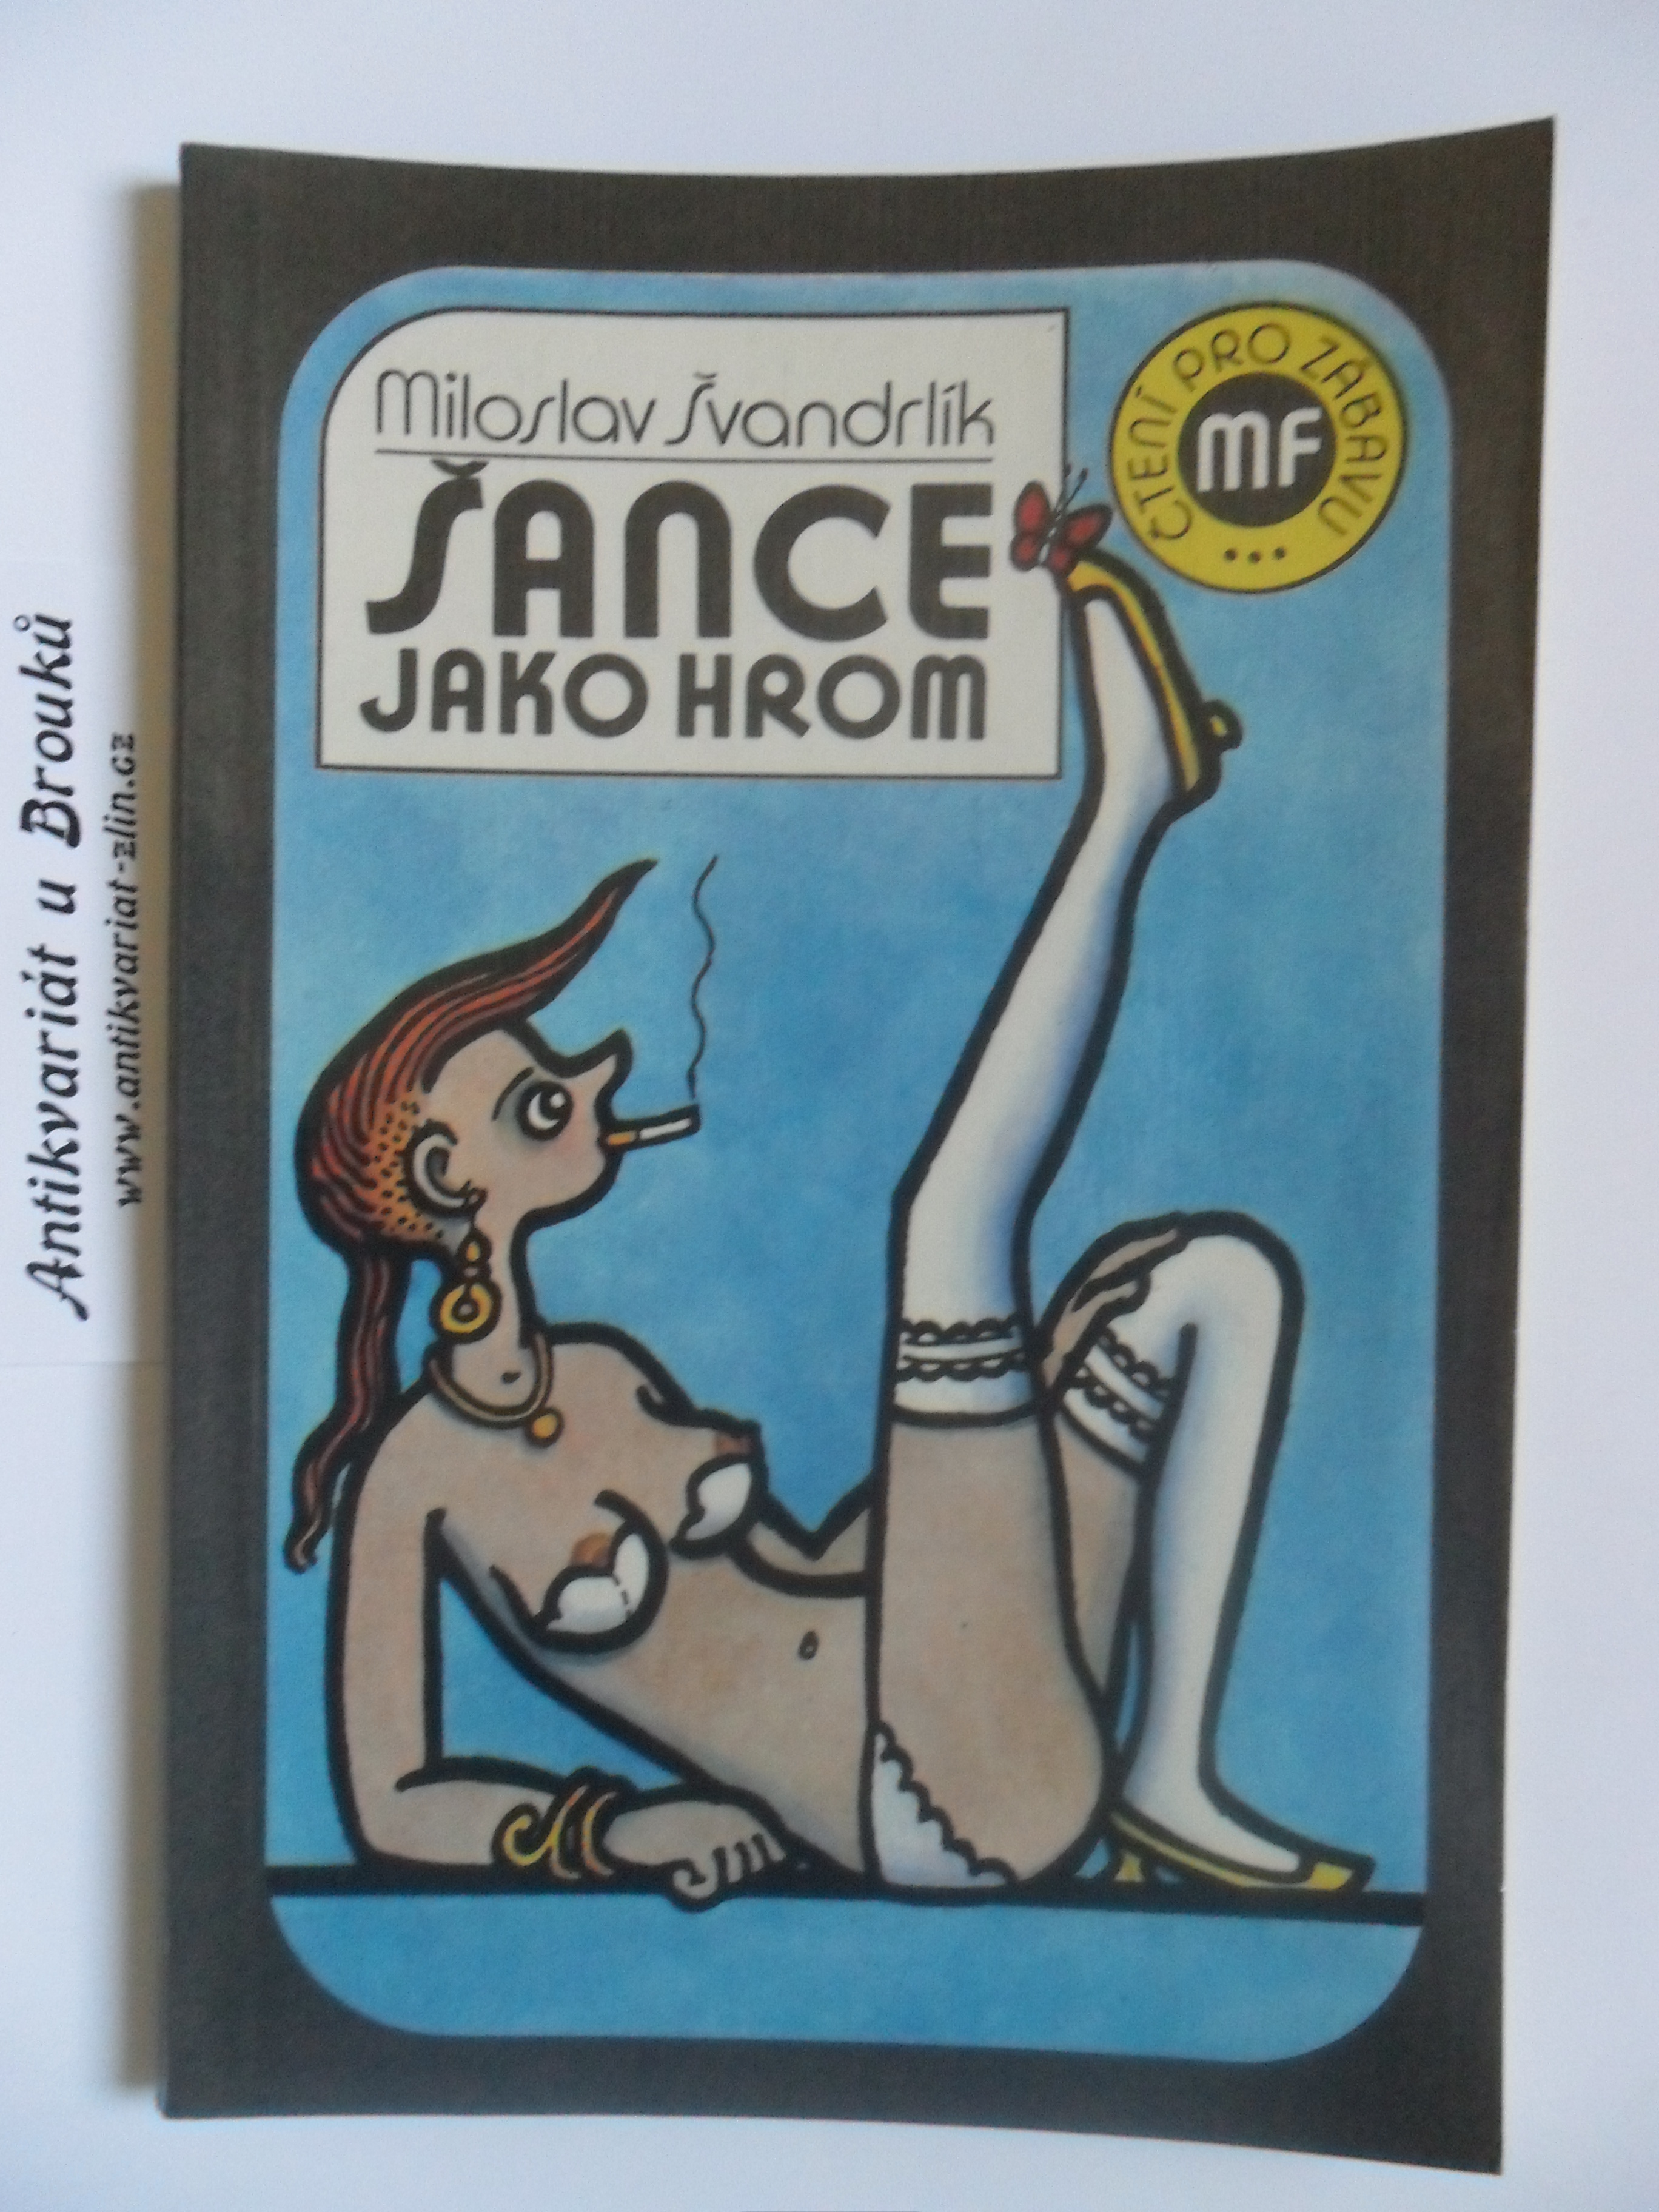 Miloslav Švandrlík
ŠANCE
JAKO HROM
ČTENÍ PRO ZÁBAVU...
MF
Antikvariát u Brouků
www.antikvariat-zlin.cz